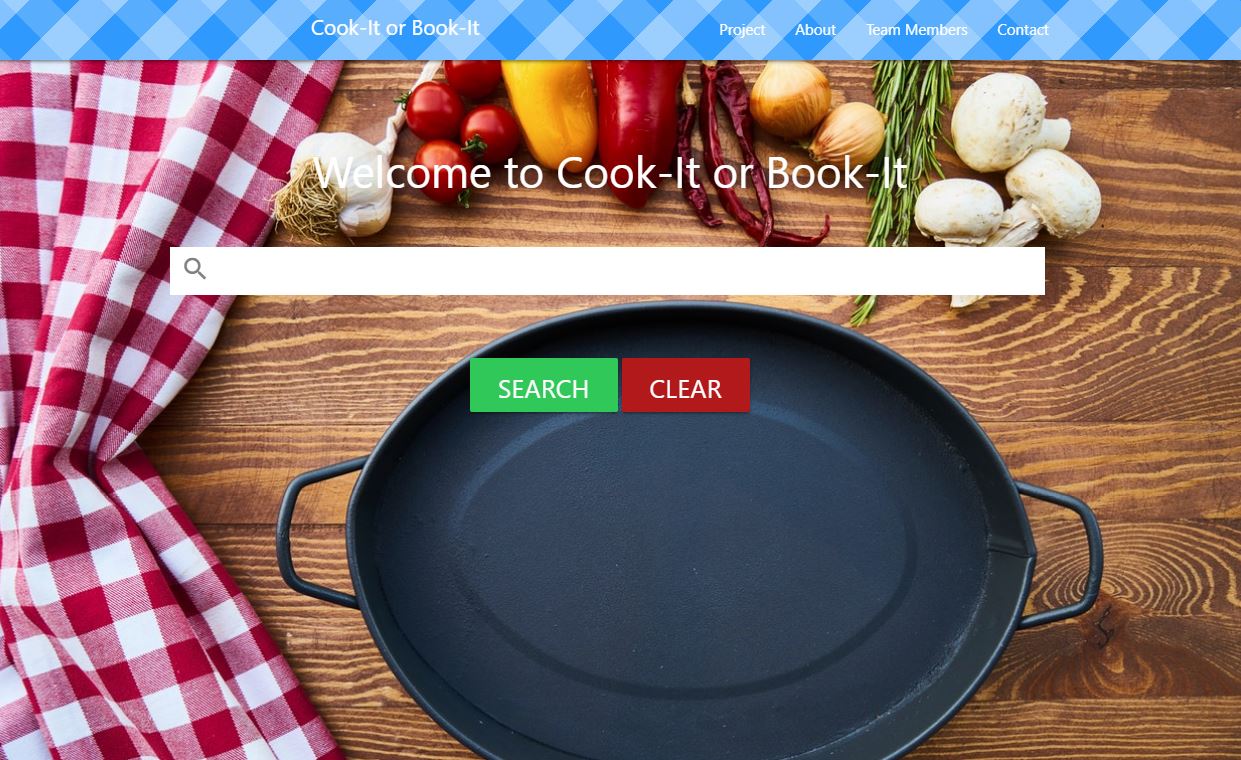 Cook-It or Book-It
Project
About
Team Members
Contact
Welcome to Cook-It or Book-It
SEARCH
CLEAR